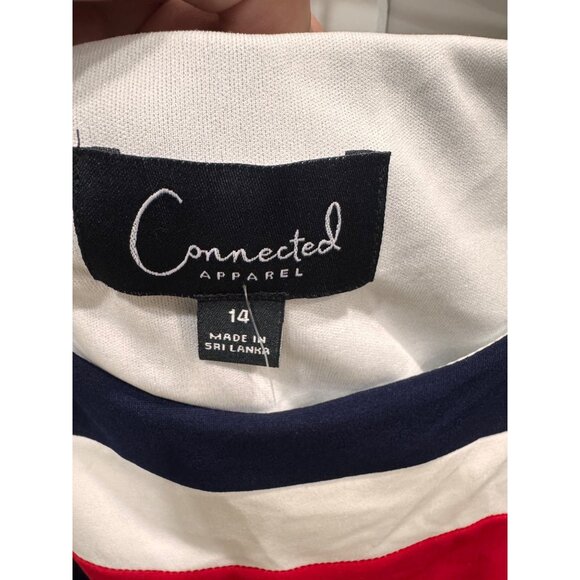 Connected
APPAREL
14
MADE IN
SRI LANKA